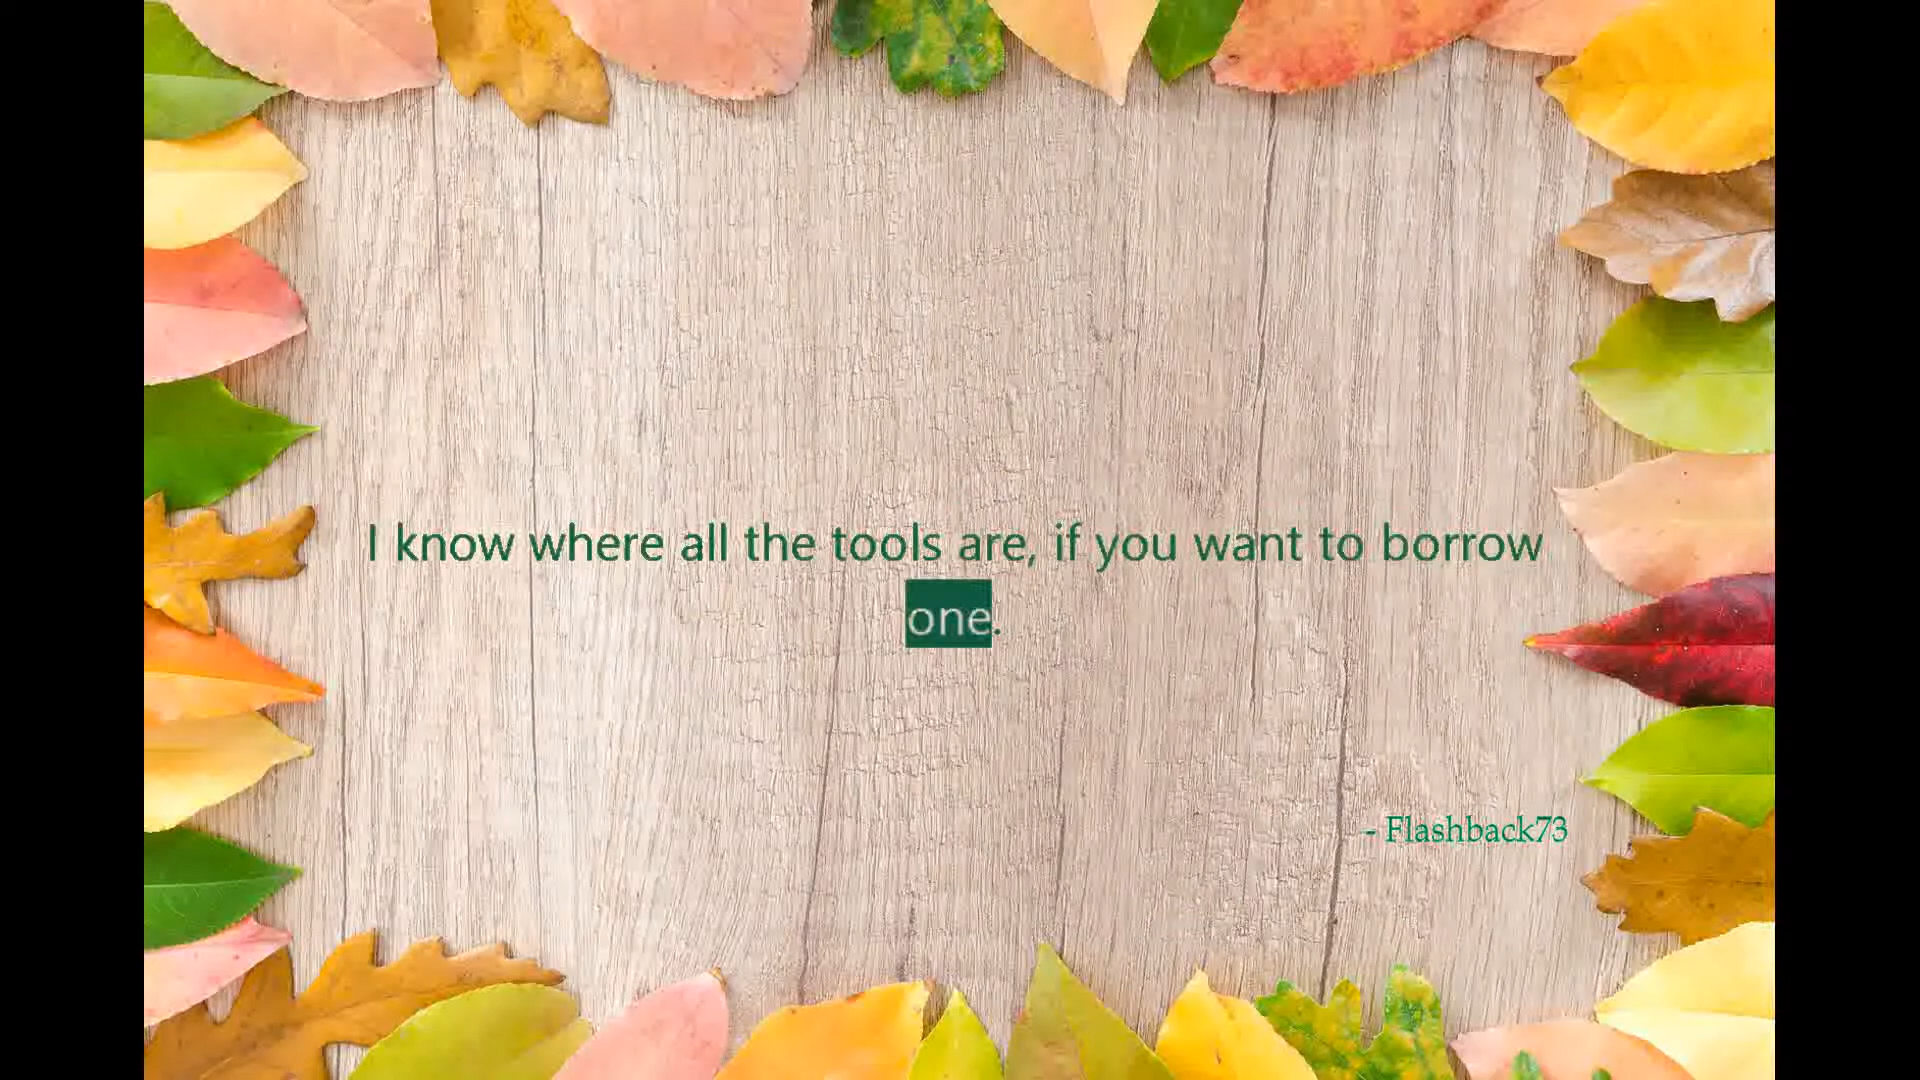 I know where all the tools are, if you want to borrow
one.
- Flashback73